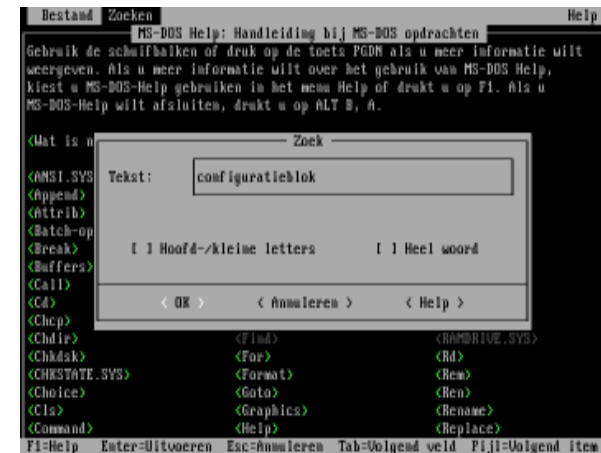 Bestand Zoeken Help
MS-DOS Help: Handleiding bij MS-DOS opdrachten
Gebruik de schuifbalken of druk op de toets PGDN als u meer informatie wilt
weergeven. Als u meer informatie wilt over het gebruik van MS-DOS Help,
kiest u MS-DOS-Help gebruiken in het menu Help of drukt u op F1. Als u
MS-DOS-Help wilt afsluiten, drukt u op ALT B, A.
<Wat is n
Zoek
<ANSI.SYS
Tekst: configuratieblok
<Append>
<Attrib>
<Batch-op
<Break> [ ] Hoofd-/kleine letters [ ] Heel woord
<Buffers>
<Call>
<Cd> < OK > < Annuleren > < Help >
<Chcp>
<Chdir> <Find> <RAMDRIVE.SYS>
<Chkdsk> <For> <Rd>
<CHKSTATE.SYS> <Format> <Rem>
<Choice> <Goto> <Ren>
<Cls> <Graphics> <Rename>
<Command> <Help> <Replace>
F1=Help Enter=Uitvoeren Esc=Annuleren Tab=Volgend veld Pijl=Volgend item